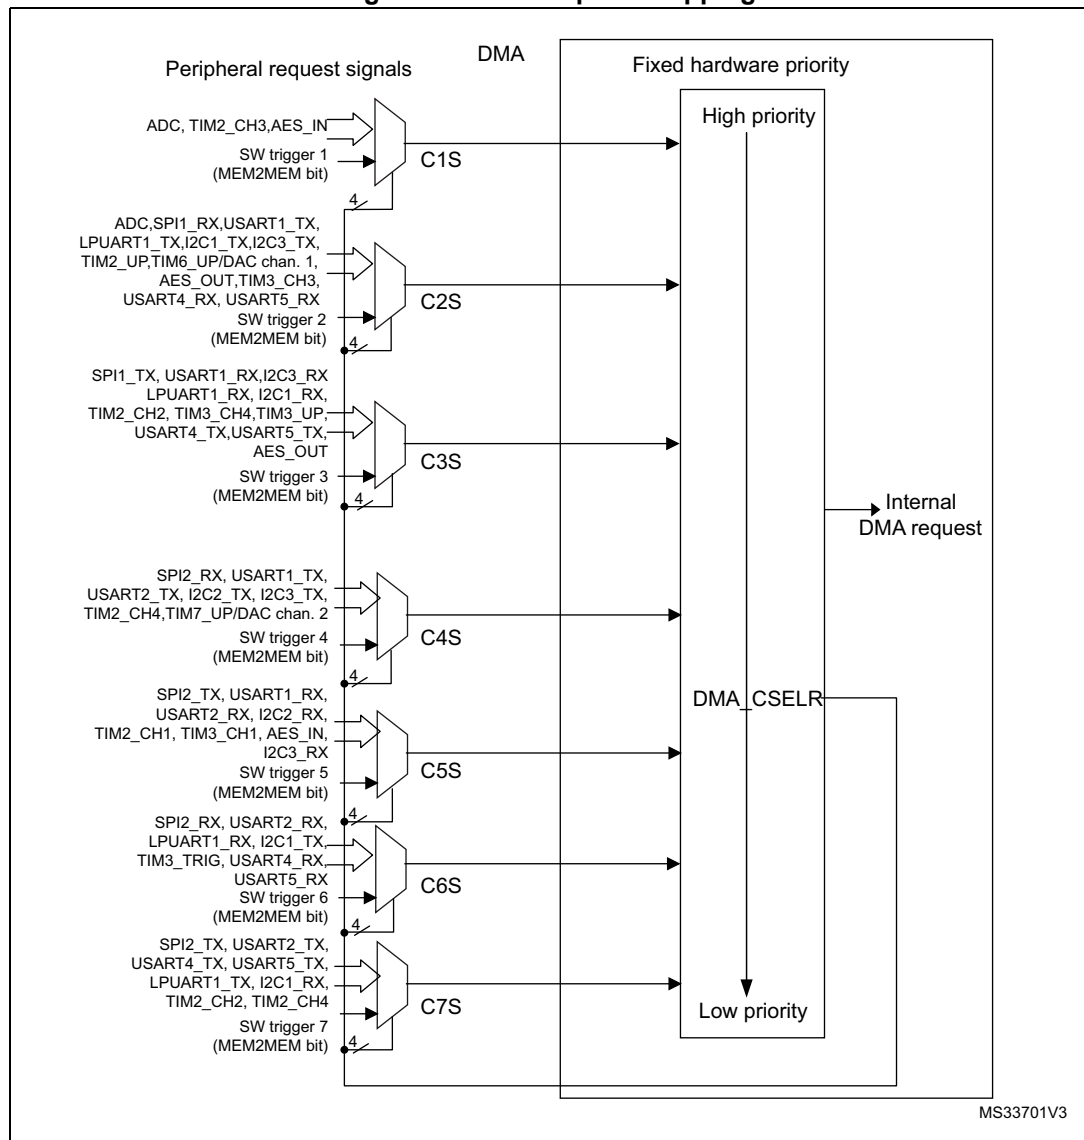 Peripheral request signals
DMA
Fixed hardware priority
High priority
ADC, TIM2_CH3,AES_IN
SW trigger 1
(MEM2MEM bit)
C1S
4
ADC,SPI1_RX,USART1_TX,
LPUART1_TX,I2C1_TX,I2C3_TX,
TIM2_UP,TIM6_UP/DAC chan. 1,
AES_OUT,TIM3_CH3,
USART4_RX, USART5_RX
SW trigger 2
(MEM2MEM bit)
C2S
4
SPI1_TX, USART1_RX,I2C3_RX
LPUART1_RX, I2C1_RX,
TIM2_CH2, TIM3_CH4,TIM3_UP,
USART4_TX,USART5_TX,
AES_OUT
SW trigger 3
(MEM2MEM bit)
C3S
4
Internal
DMA request
SPI2_RX, USART1_TX,
USART2_TX, I2C2_TX, I2C3_TX,
TIM2_CH4,TIM7_UP/DAC chan. 2
SW trigger 4
(MEM2MEM bit)
C4S
4
DMA_CSELR
SPI2_TX, USART1_RX,
USART2_RX, I2C2_RX,
TIM2_CH1, TIM3_CH1, AES_IN,
I2C3_RX
SW trigger 5
(MEM2MEM bit)
C5S
4
SPI2_RX, USART2_RX,
LPUART1_RX, I2C1_TX,
TIM3_TRIG, USART4_RX,
USART5_RX
SW trigger 6
(MEM2MEM bit)
C6S
4
SPI2_TX, USART2_TX,
USART4_TX, USART5_TX,
LPUART1_TX, I2C1_RX,
TIM2_CH2, TIM2_CH4
SW trigger 7
(MEM2MEM bit)
C7S
4
Low priority
MS33701V3